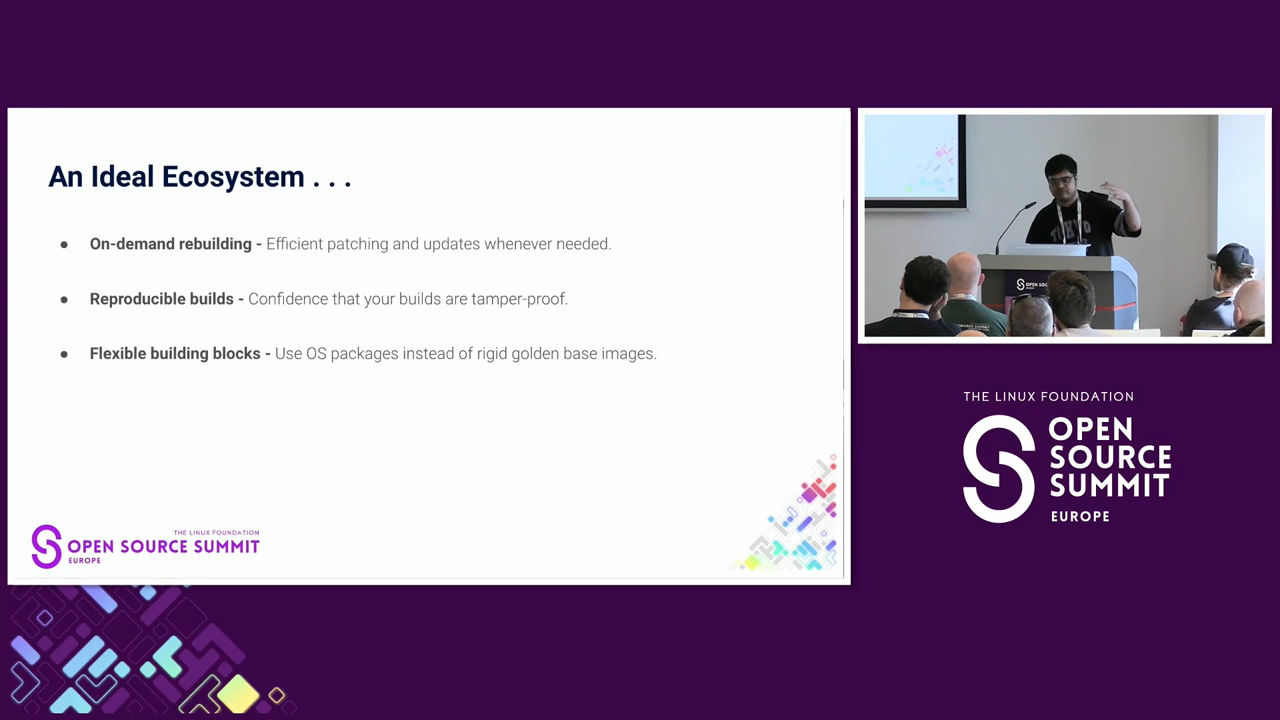 An Ideal Ecosystem . . .
● On-demand rebuilding - Efficient patching and updates whenever needed.
● Reproducible builds - Confidence that your builds are tamper-proof.
● Flexible building blocks - Use OS packages instead of rigid golden base images.
THE LINUX FOUNDATION
OPEN SOURCE SUMMIT
EUROPE
TOKYO
THE LINUX FOUNDATION
OPEN
SOURCE
SUMMIT
EUROPE